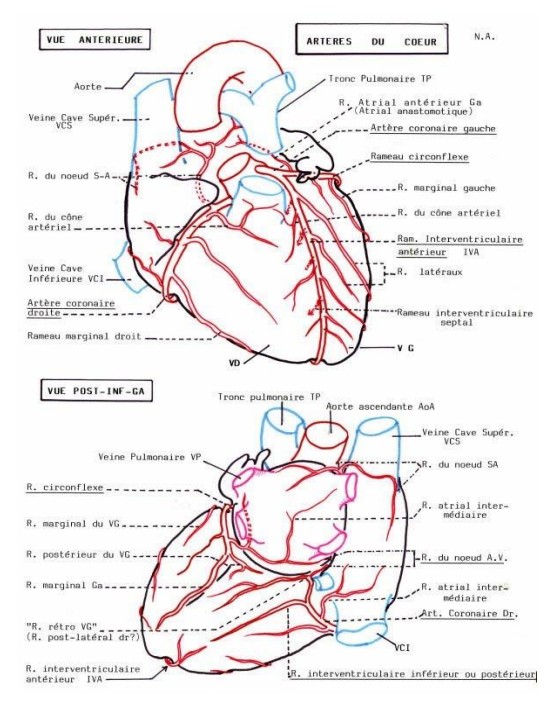 VUE ANTERIEURE
ARTERES DU COEUR
N.A.
Aorte
Tronc Pulmonaire TP
Veine Cave Supér.
VCS
R. Atrial antérieur Ga
(Atrial anastomotique)
Artère coronaire gauche
Rameau circonflexe
R. du noeud S-A
R. marginal gauche
R. du cône
artériel
R. du cône artériel
Ram. Interventriculaire
antérieur IVA
Veine Cave
Inférieure VCI
R. latéraux
Artère coronaire
droite
Rameau interventriculaire
septal
Rameau marginal droit
V G
VD
VUE POST-INF-GA
Tronc pulmonaire TP
Aorte ascendante AoA
Veine Cave Supér.
VCS
Veine Pulmonaire VP
R. du noeud SA
R. circonflexe
R. atrial inter-
médiaire
R. marginal du VG
R. postérieur du VG
R. du noeud A.V.
R. marginal Ga
R. atrial inter-
médiaire
"R. rétro VG"
(R. post-latéral dr?)
Art. Coronaire Dr.
VCI
R. interventriculaire
antérieur IVA
R. interventriculaire inférieur ou postérieur